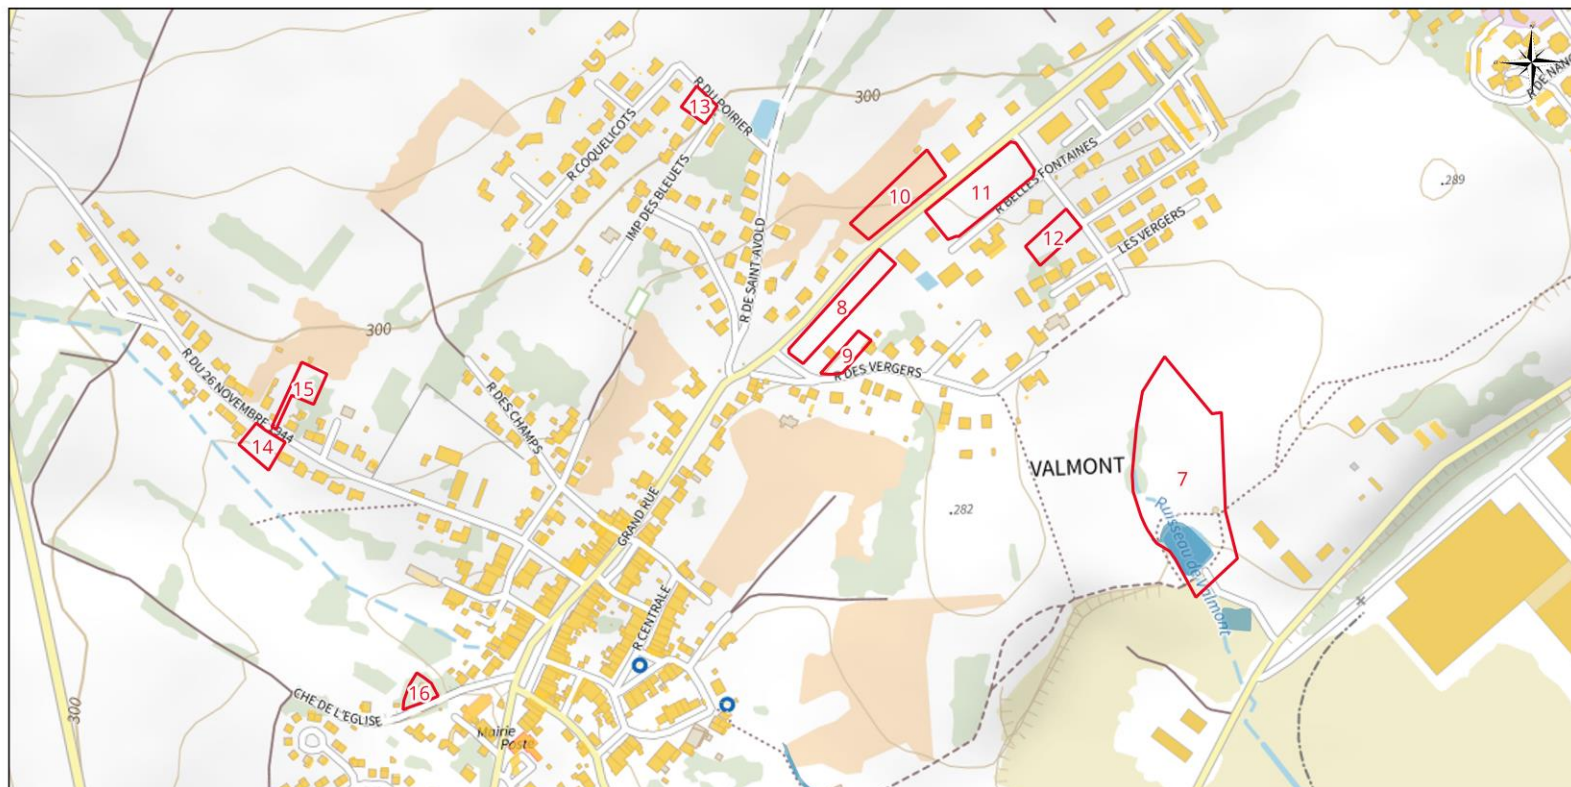 R DU POIRIER
13
R COQUELICOTS
300
R DE NAN
IMP DES BLEUETS
10
11
R BELLES FONTAINES
.289
12
LES VERGERS
R DE SAINT-AVOLD
8
300
9
R DES VERGERS
R DU 26 NOVEMBRE 1944
15
14
R DES CHAMPS
VALMONT
7
GRAND RUE
.282
Ruisseau de Valmont
R CENTRALE
16
CHE DE L'EGLISE
300
Mairie
Poste